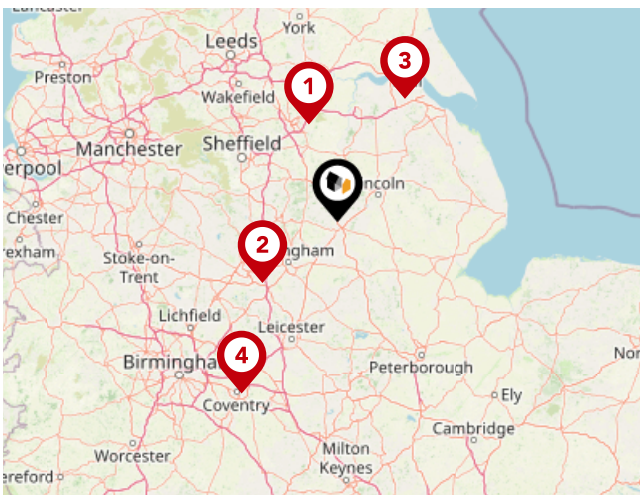 Lancaster
York
Leeds
3
Preston
1
Wakefield
Manchester
Sheffield
erpool
ncoln
Chester
rexham
2
ngham
Stoke-on-
Trent
Lichfield
Leicester
4
Birmingha
Peterborough
Nor
Coventry
Ely
Cambridge
Worcester
Milton
Keynes
ereford